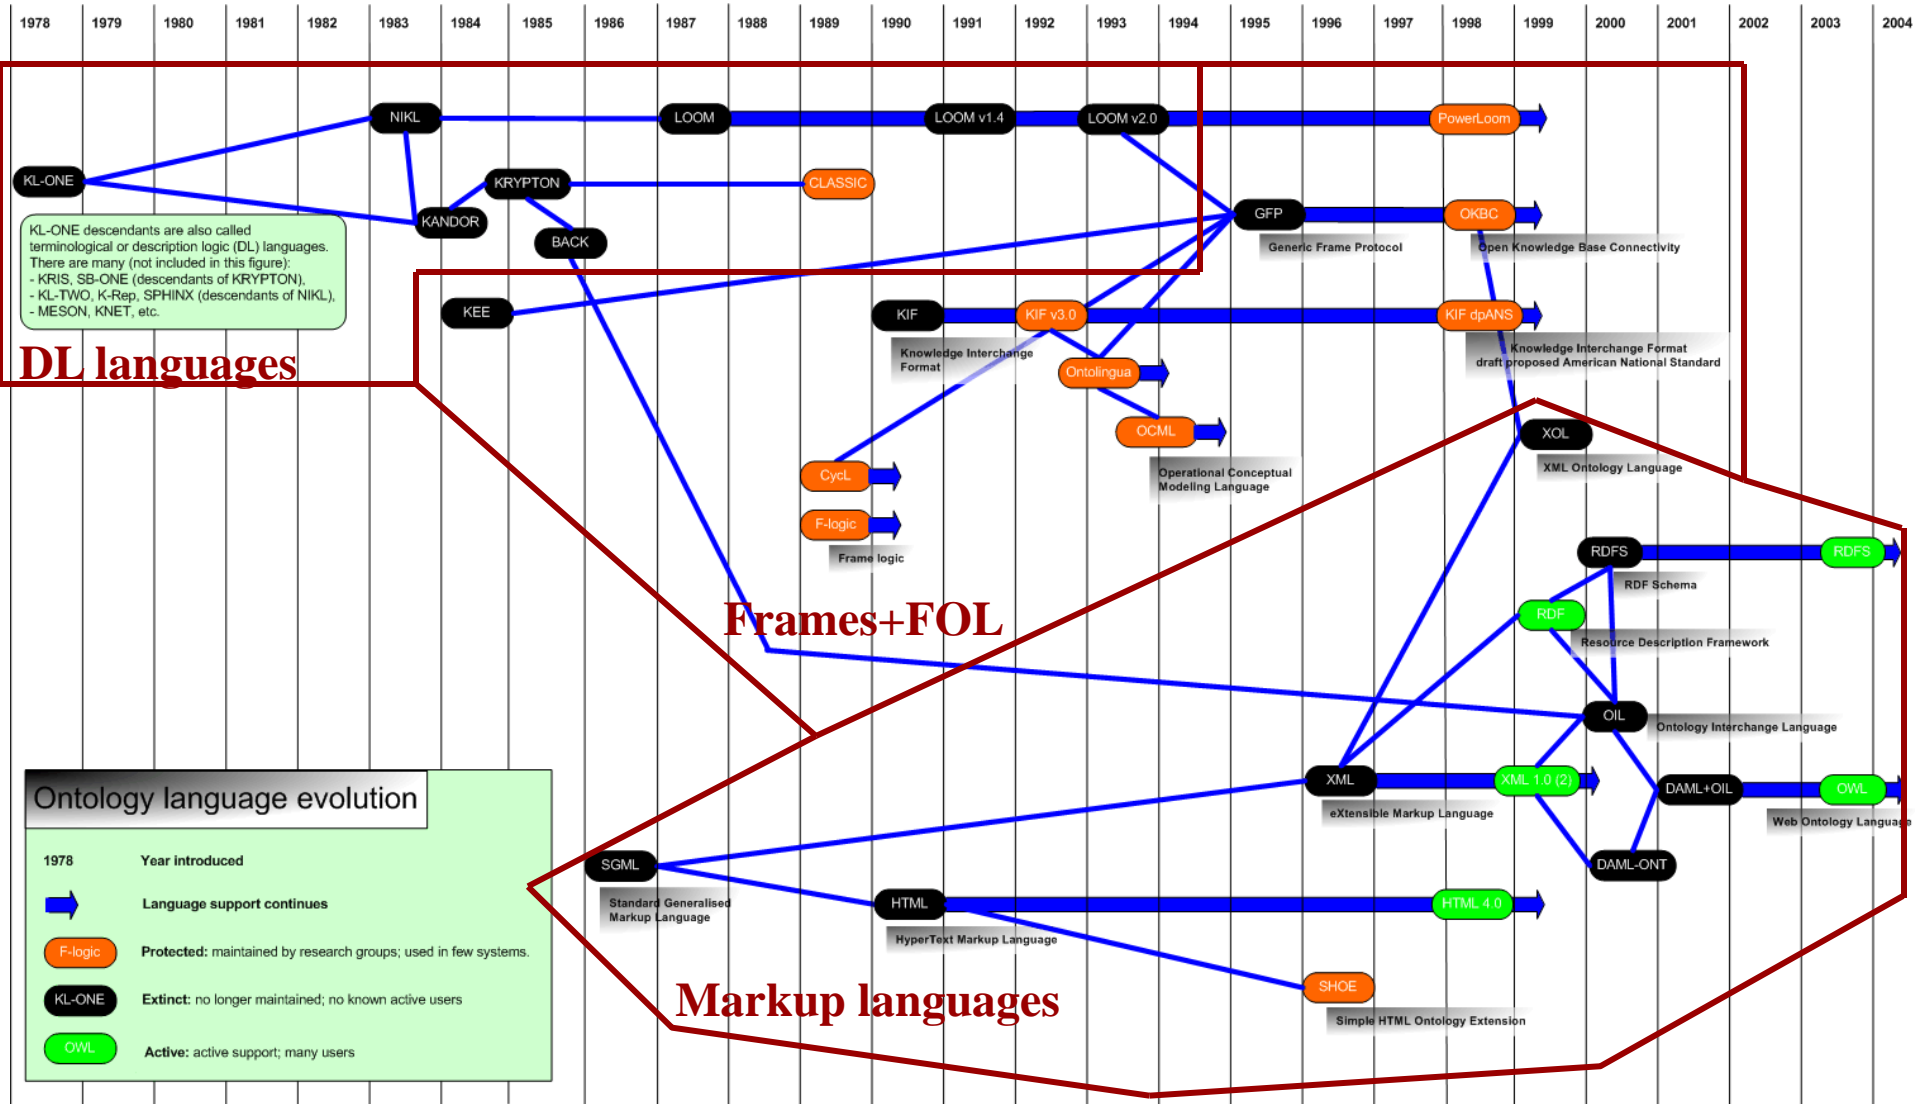 1978 1979 1980 1981 1982 1983 1984 1985 1986 1987 1988 1989 1990 1991 1992 1993 1994 1995 1996 1997 1998 1999 2000 2001 2002 2003 2004
NIKL LOOM LOOM v1.4 LOOM v2.0 PowerLoom
KL-ONE KRYPTON CLASSIC
KANDOR GFP OKBC
BACK Generic Frame Protocol Open Knowledge Base Connectivity
KL-ONE descendants are also called
terminological or description logic (DL) languages.
There are many (not included in this figure):
- KRIS, SB-ONE (descendants of KRYPTON),
- KL-TWO, K-Rep, SPHINX (descendants of NIKL),
- MESON, KNET, etc.
DL languages
KEE KIF KIF v3.0 KIF dpANS
Knowledge Interchange
Format
Knowledge Interchange Format
draft proposed American National Standard
Ontolingua
OCML XOL
Operational Conceptual
Modeling Language
XML Ontology Language
CycL
F-logic
Frame logic
RDFS RDFS
RDF Schema
Frames+FOL
RDF
Resource Description Framework
OIL
Ontology Interchange Language
XML XML 1.0 (2) DAML+OIL OWL
eXtensible Markup Language Web Ontology Language
SGML DAML-ONT
Standard Generalised
Markup Language
HTML HTML 4.0
HyperText Markup Language
SHOE
Simple HTML Ontology Extension
Markup languages
Ontology language evolution
1978 Year introduced
Language support continues
F-logic Protected: maintained by research groups; used in few systems.
KL-ONE Extinct: no longer maintained; no known active users
OWL Active: active support; many users